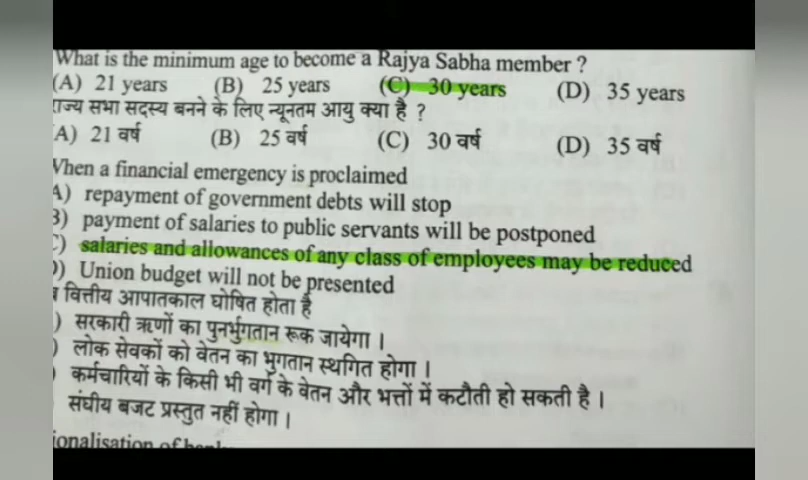 What is the minimum age to become a Rajya Sabha member ?
(A) 21 years (B) 25 years (C) 30 years (D) 35 years
राज्य सभा सदस्य बनने के लिए न्यूनतम आयु क्या है ?
A) 21 वर्ष (B) 25 वर्ष (C) 30 वर्ष (D) 35 वर्ष
When a financial emergency is proclaimed
A) repayment of government debts will stop
B) payment of salaries to public servants will be postponed
C) salaries and allowances of any class of employees may be reduced
D) Union budget will not be presented
वित्तीय आपातकाल घोषित होता है
) सरकारी ऋणों का पुनर्भुगतान रूक जायेगा ।
) लोक सेवकों को वेतन का भुगतान स्थगित होगा ।
कर्मचारियों के किसी भी वर्ग के वेतन और भत्तों में कटौती हो सकती है ।
संघीय बजट प्रस्तुत नहीं होगा ।